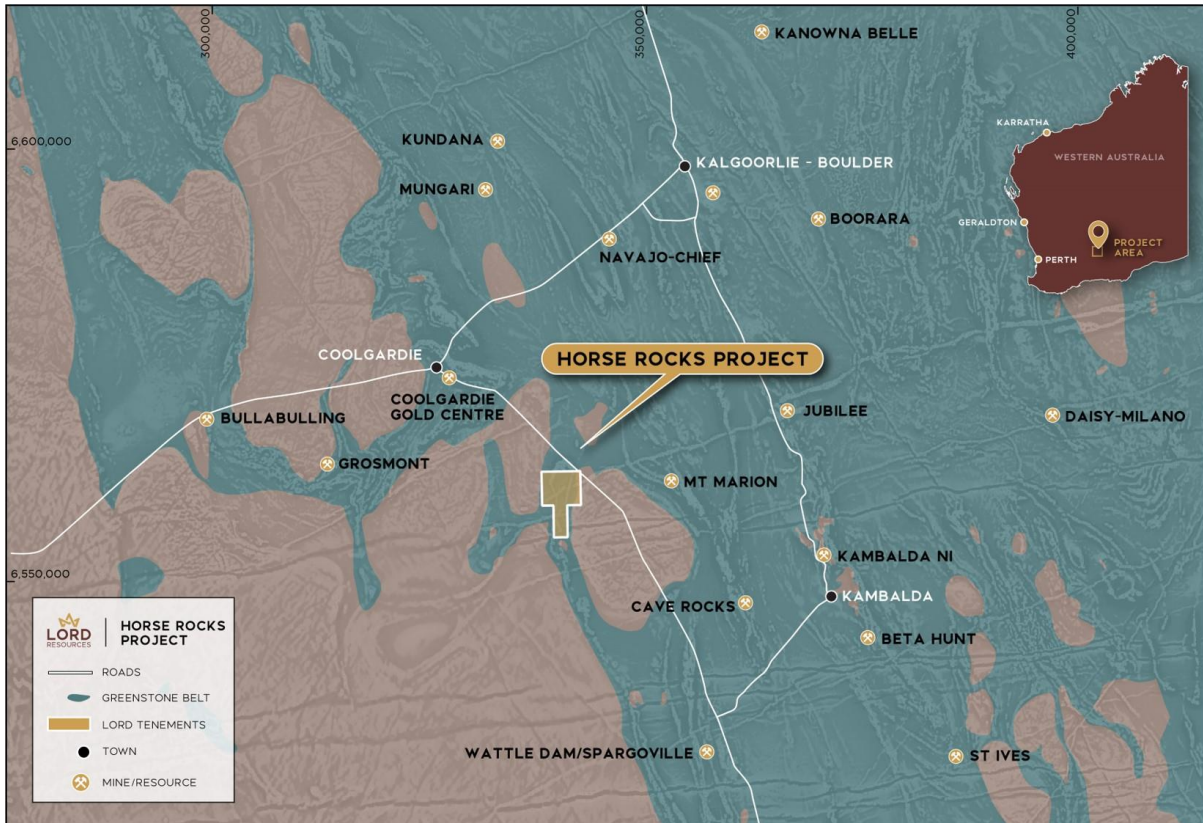 300,000
350,000
400,000
KANOWNA BELLE
KARRATHA
6,600,000
KUNDANA
WESTERN AUSTRALIA
KALGOORLIE - BOULDER
MUNGARI
BOORARA
GERALDTON
NAVAJO-CHIEF
PROJECT
AREA
PERTH
COOLGARDIE
HORSE ROCKS PROJECT
COOLGARDIE
GOLD CENTRE
JUBILEE
DAISY-MILANO
BULLABULLING
GROSMONT
MT MARION
KAMBALDA NI
6,550,000
KAMBALDA
CAVE ROCKS
BETA HUNT
WATTLE DAM/SPARGOVILLE
ST IVES
LORD
RESOURCES
HORSE ROCKS
PROJECT
ROADS
GREENSTONE BELT
LORD TENEMENTS
TOWN
MINE/RESOURCE